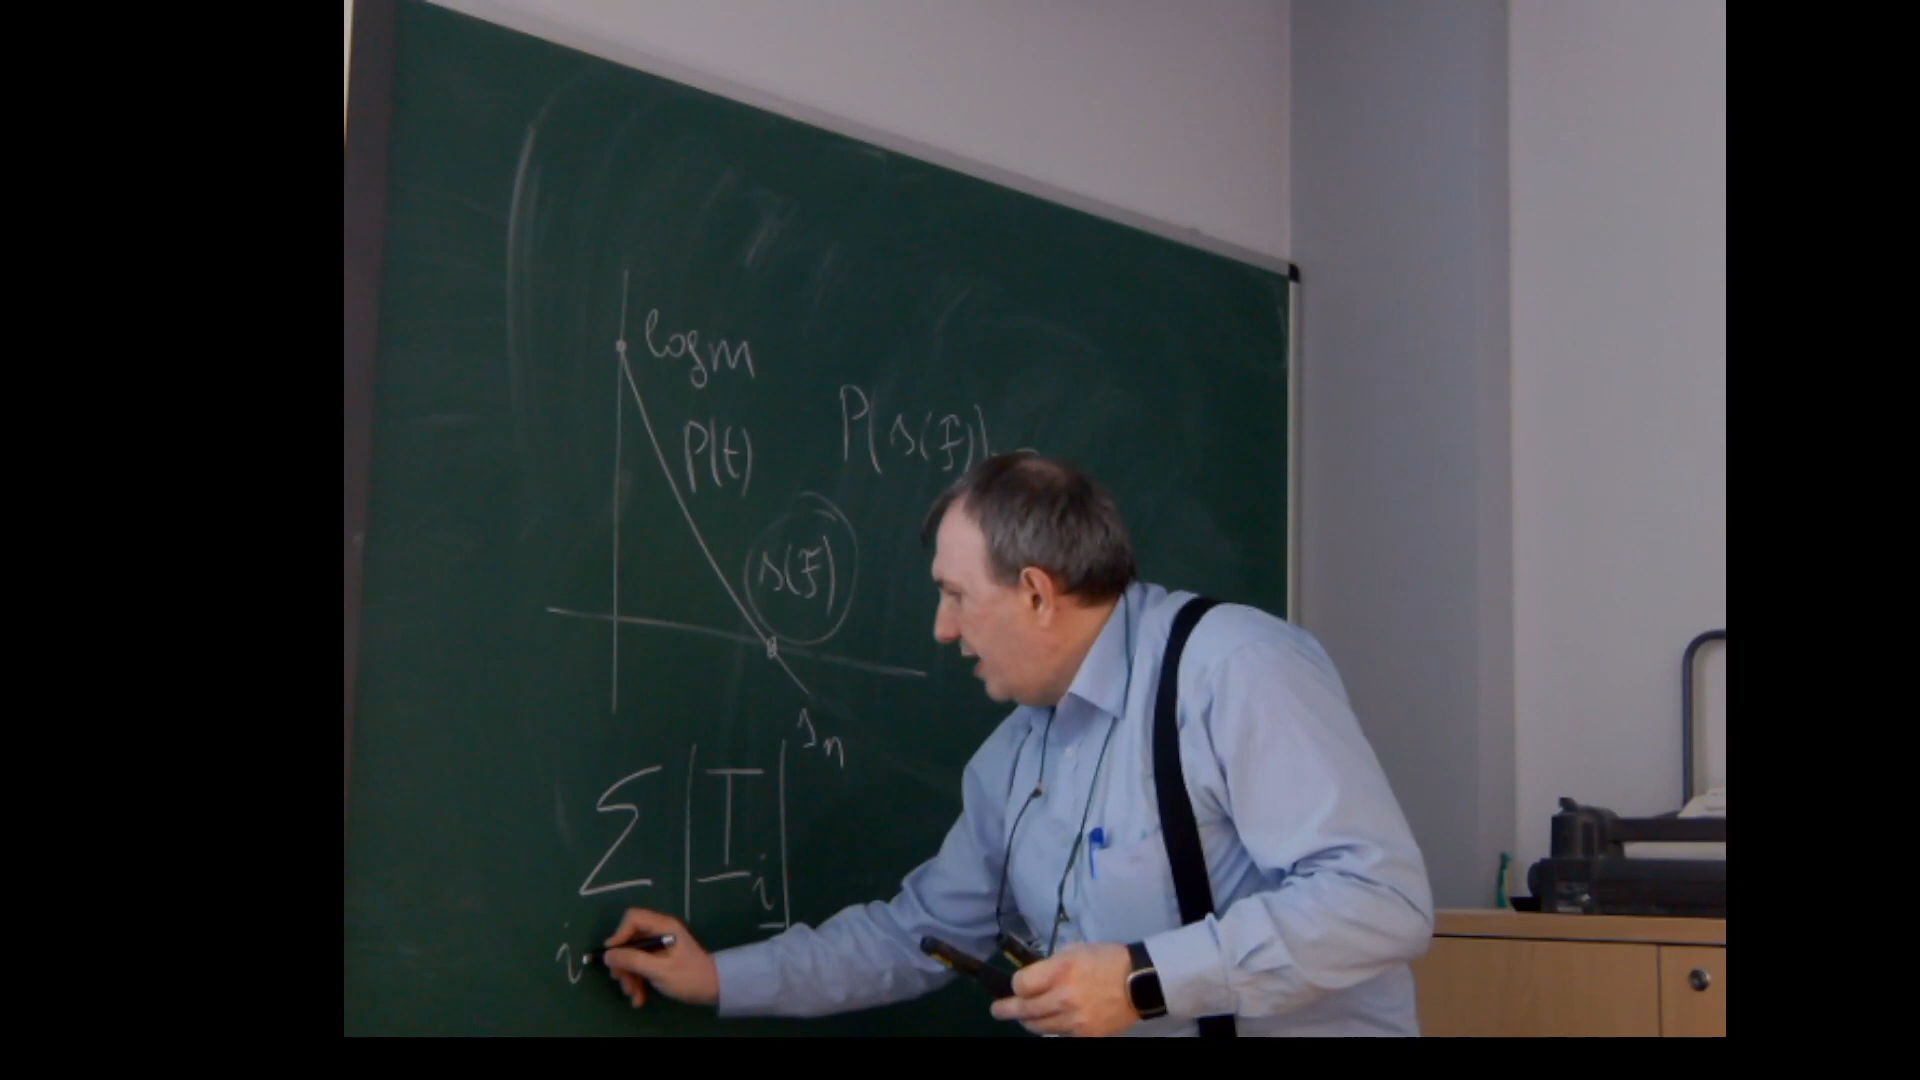 log m
P(t)
P(s(F))
s(F)
s_n
∑ |I_i|
i